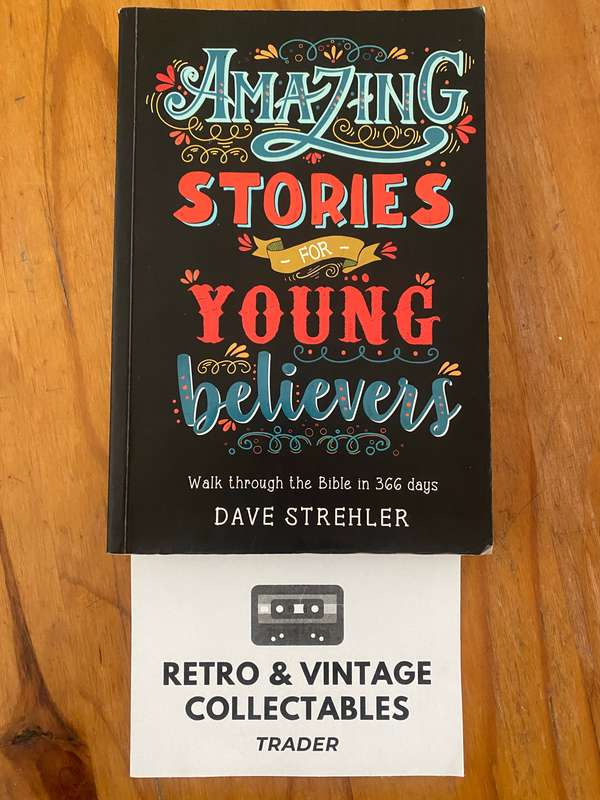 AMAZING
STORIES
- FOR -
YOUNG
believers
Walk through the Bible in 366 days
DAVE STREHLER
RETRO & VINTAGE
COLLECTABLES
TRADER